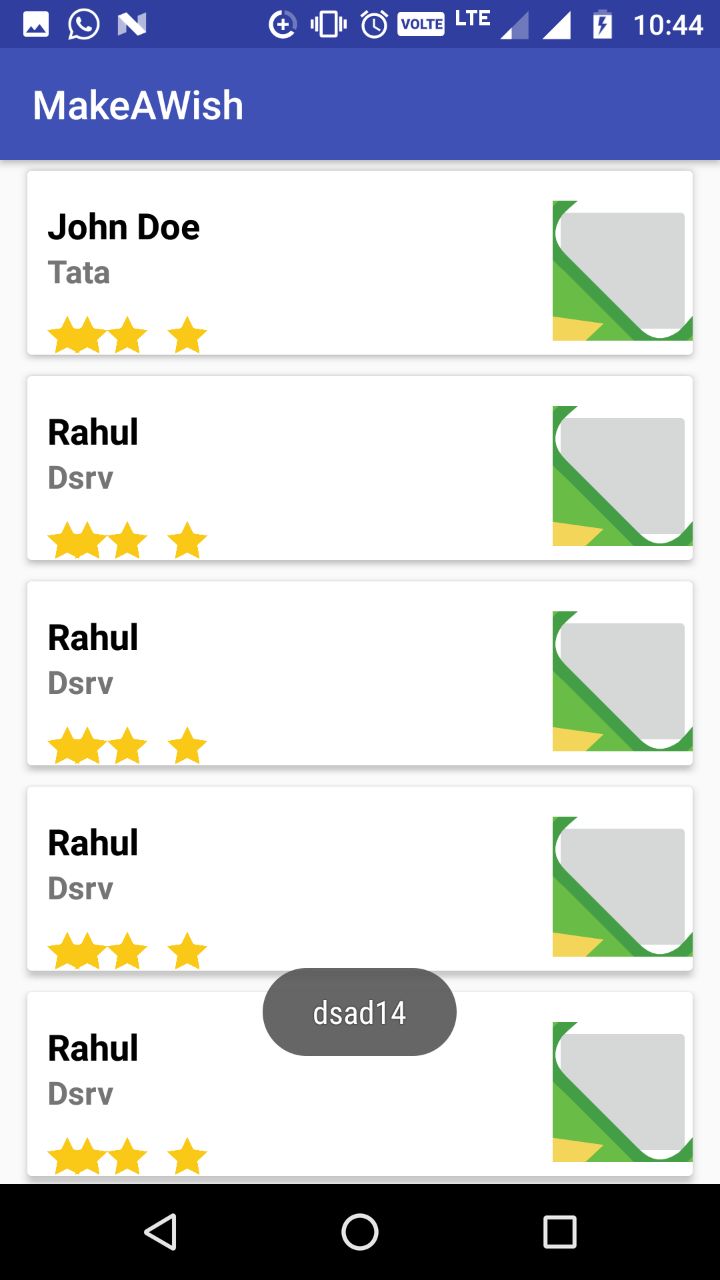 VOLTE LTE 10:44
MakeAWish
John Doe
Tata
Rahul
Dsrv
Rahul
Dsrv
Rahul
Dsrv
dsad14
Rahul
Dsrv